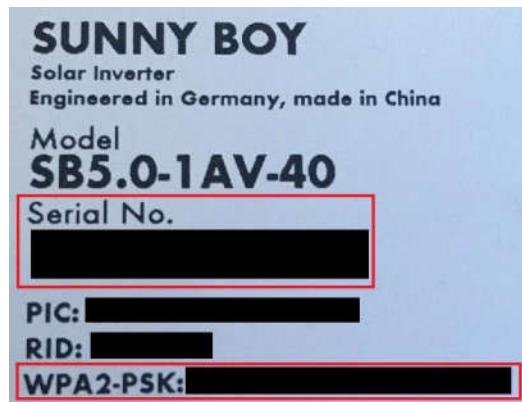 SUNNY BOY
Solar Inverter
Engineered in Germany, made in China
Model
SB5.0-1AV-40
Serial No.
PIC:
RID:
WPA2-PSK: